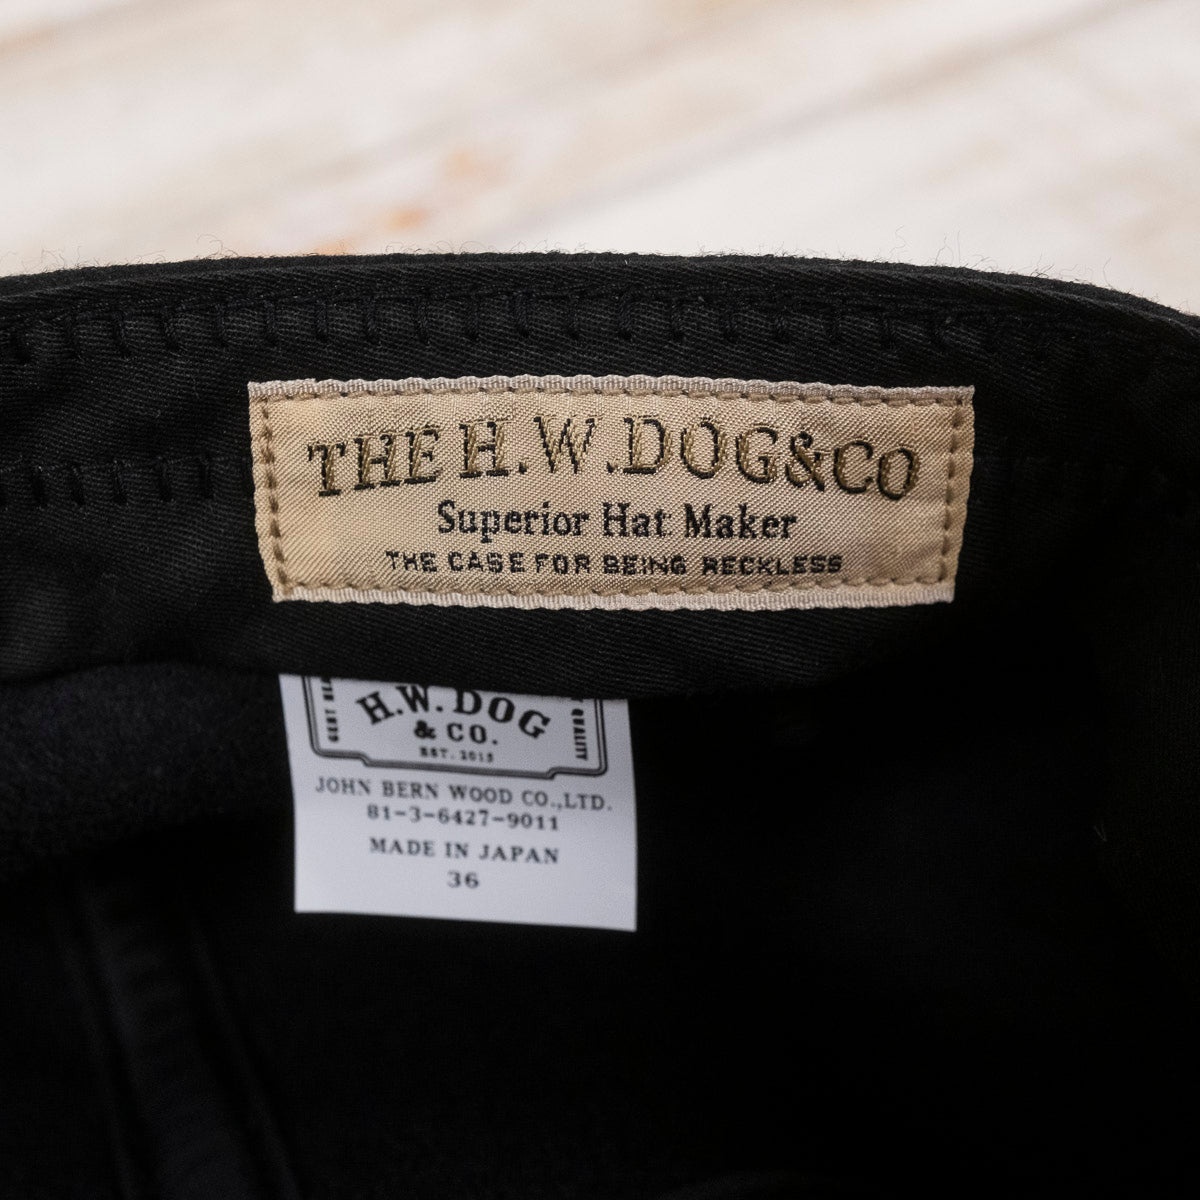 THE H.W.DOG&CO
Superior Hat Maker
THE CASE FOR BEING RECKLESS
H.W.DOG
& CO.
EST. 2015
QUALITY
JOHN BERN WOOD CO.,LTD.
81-3-6427-9011
MADE IN JAPAN
36